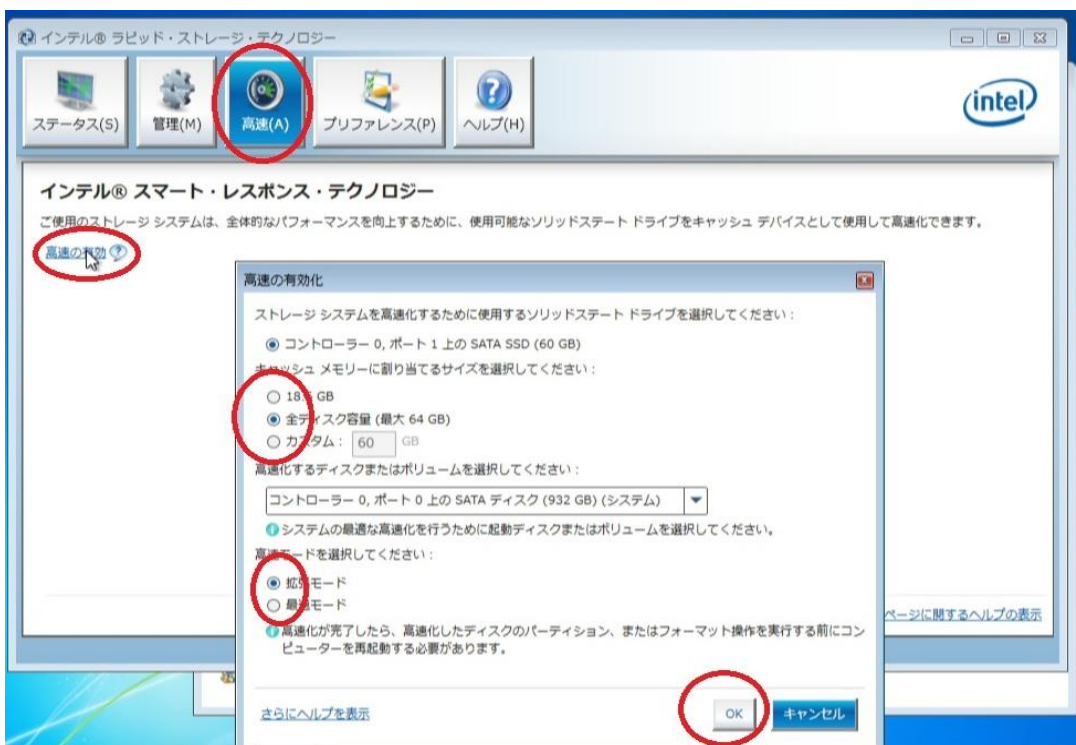 インテル® ラピッド・ストレージ・テクノロジー
ステータス(S)
管理(M)
高速(A)
プリファレンス(P)
ヘルプ(H)
intel
インテル® スマート・レスポンス・テクノロジー
ご使用のストレージ システムは、全体的なパフォーマンスを向上するために、使用可能なソリッドステート ドライブをキャッシュ デバイスとして使用して高速化できます。
高速の有効
高速の有効化
ストレージ システムを高速化するために使用するソリッドステート ドライブを選択してください：
コントローラー 0, ポート 1 上の SATA SSD (60 GB)
キャッシュ メモリーに割り当てるサイズを選択してください：
18.6 GB
全ディスク容量 (最大 64 GB)
カスタム： 60 GB
高速化するディスクまたはボリュームを選択してください：
コントローラー 0, ポート 0 上の SATA ディスク (932 GB) (システム)
システムの最適な高速化を行うために起動ディスクまたはボリュームを選択してください。
高速モードを選択してください：
拡張モード
最適モード
高速化が完了したら、高速化したディスクのパーティション、またはフォーマット操作を実行する前にコン
ピューターを再起動する必要があります。
ページに関するヘルプの表示
さらにヘルプを表示
OK
キャンセル